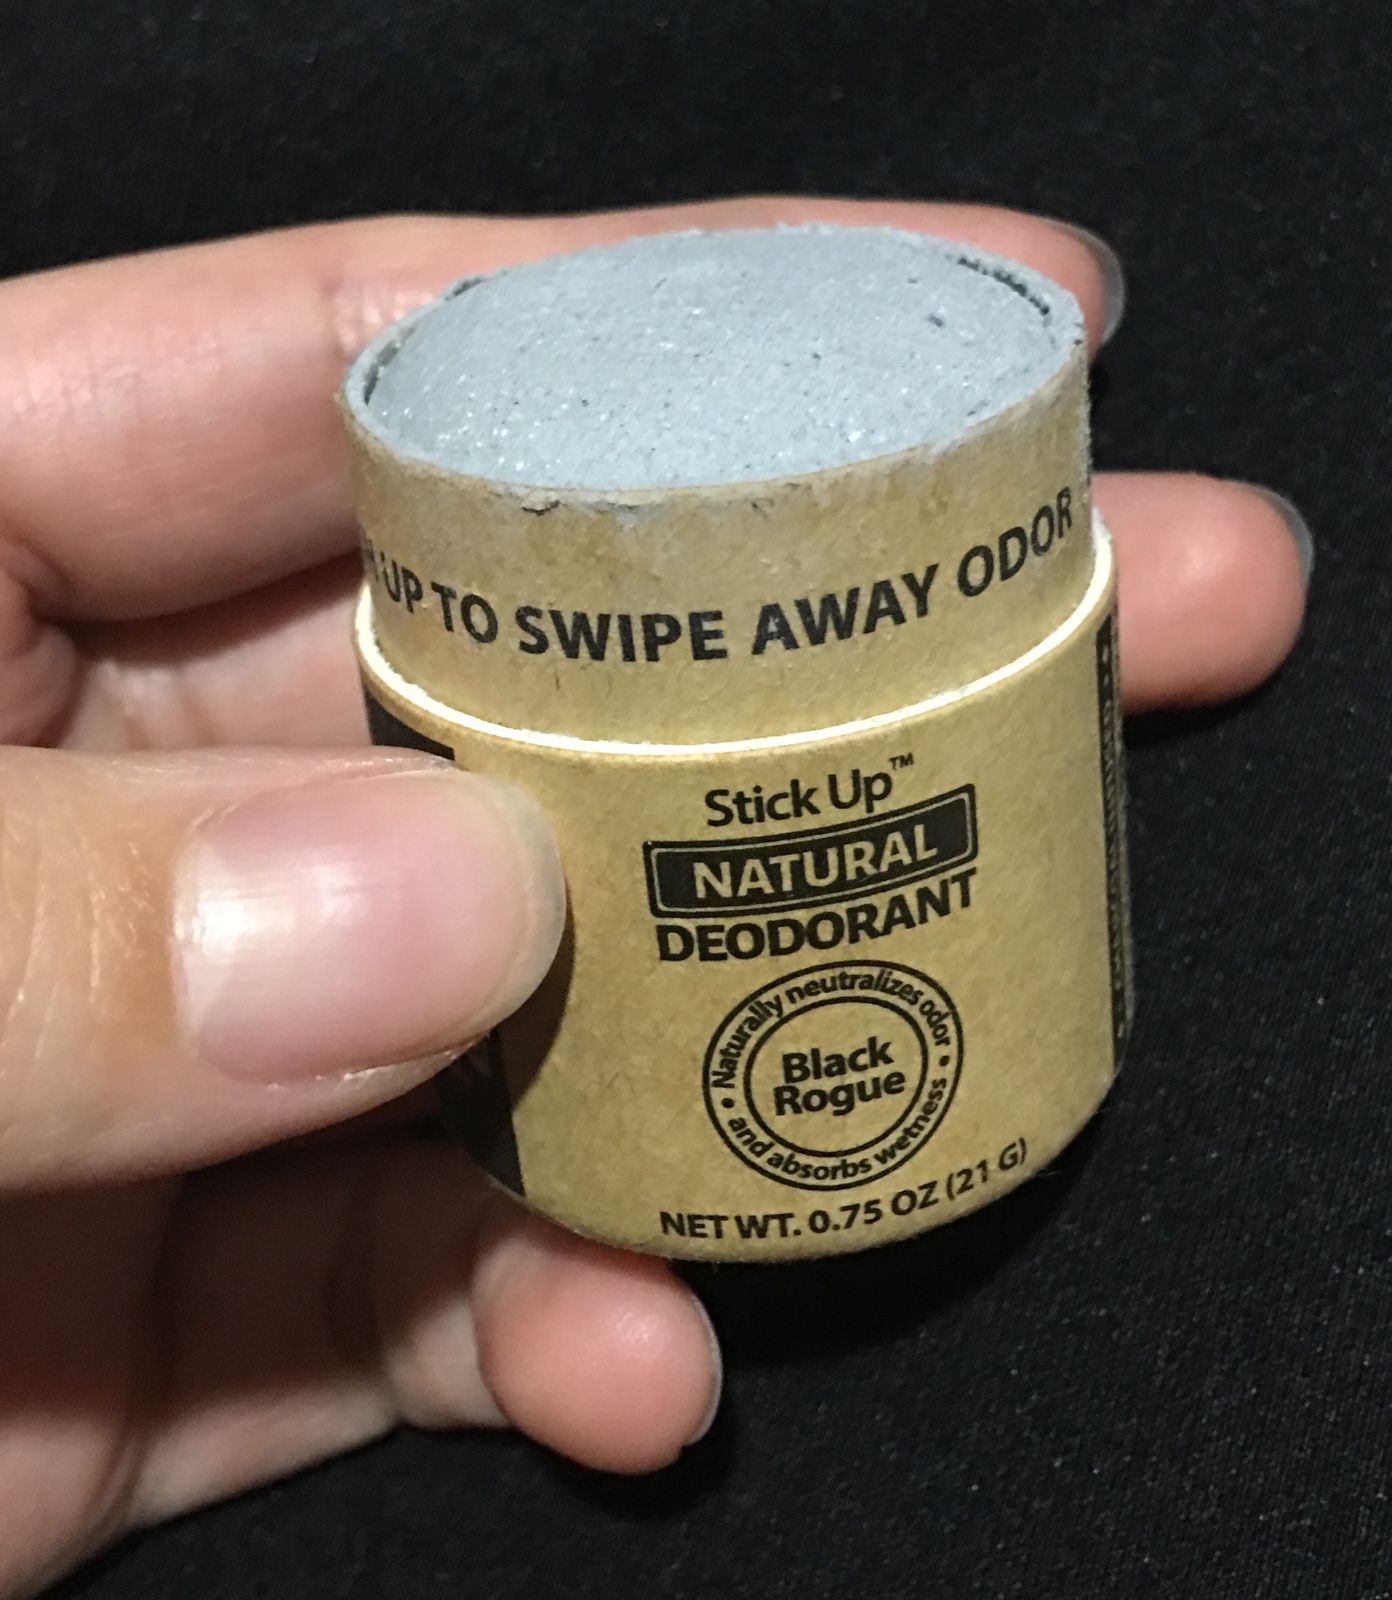 UP TO SWIPE AWAY ODOR
Stick Up™
NATURAL
DEODORANT
• Naturally neutralizes odor •
Black
Rogue
and absorbs wetness
NET WT. 0.75 OZ (21 G)